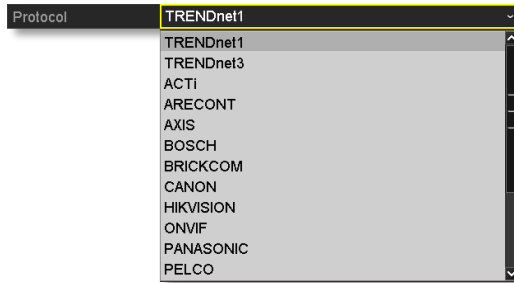 Protocol TRENDnet1
TRENDnet1
TRENDnet3
ACTi
ARECONT
AXIS
BOSCH
BRICKCOM
CANON
HIKVISION
ONVIF
PANASONIC
PELCO